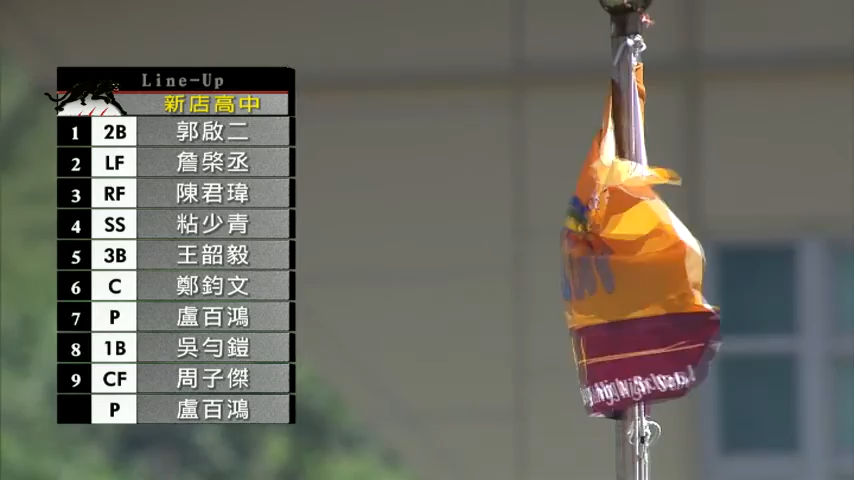 Line-Up
新店高中
1 2B 郭啟二
2 LF 詹棨丞
3 RF 陳君瑋
4 SS 粘少青
5 3B 王韶毅
6 C 鄭鈞文
7 P 盧百鴻
8 1B 吳勻鎧
9 CF 周子傑
P 盧百鴻
High School